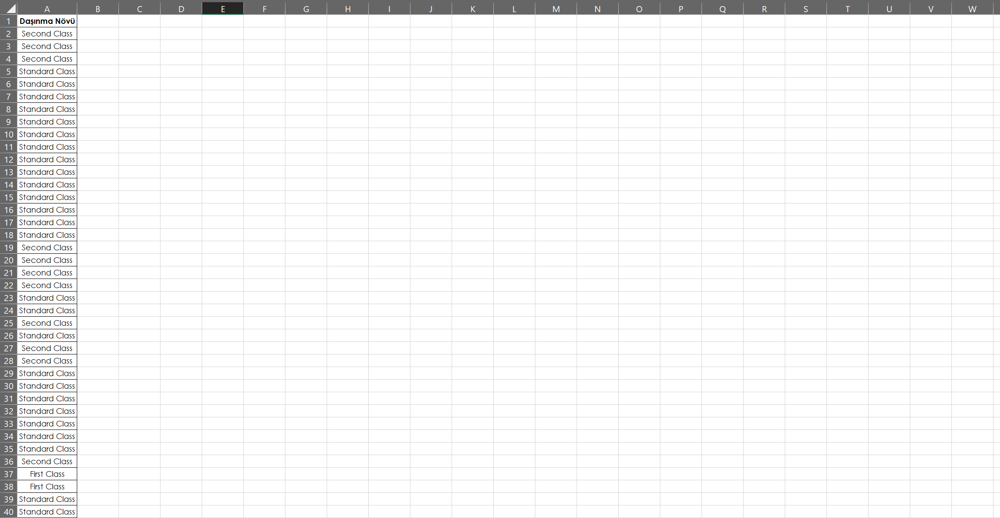 A B C D E F G H I J K L M N O P Q R S T U V W
1 Daşınma Növü
2 Second Class
3 Second Class
4 Second Class
5 Standard Class
6 Standard Class
7 Standard Class
8 Standard Class
9 Standard Class
10 Standard Class
11 Standard Class
12 Standard Class
13 Standard Class
14 Standard Class
15 Standard Class
16 Standard Class
17 Standard Class
18 Standard Class
19 Second Class
20 Second Class
21 Second Class
22 Second Class
23 Standard Class
24 Standard Class
25 Second Class
26 Standard Class
27 Second Class
28 Second Class
29 Standard Class
30 Standard Class
31 Standard Class
32 Standard Class
33 Standard Class
34 Standard Class
35 Standard Class
36 Second Class
37 First Class
38 First Class
39 Standard Class
40 Standard Class